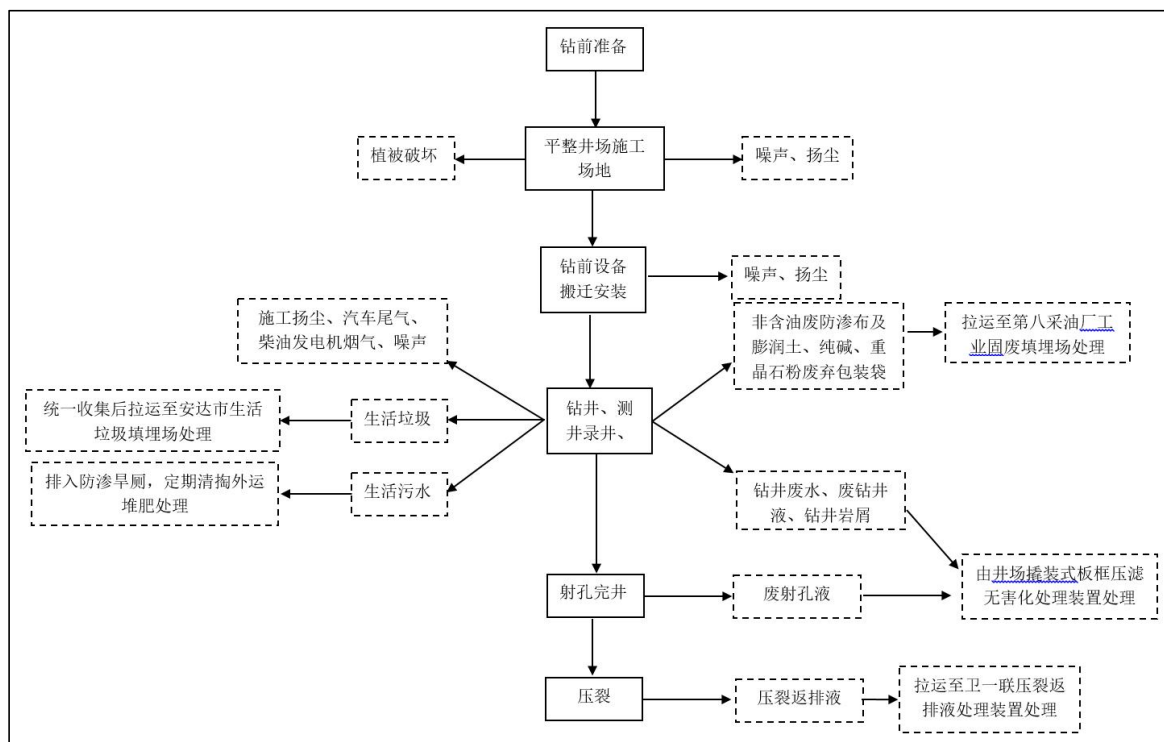 钻前准备
植被破坏
平整井场施工
场地
噪声、扬尘
钻前设备
搬迁安装
噪声、扬尘
施工扬尘、汽车尾气、
柴油发电机烟气、噪声
非含油废防渗布及
膨润土、纯碱、重
晶石粉废弃包装袋
拉运至第八采油厂工
业固废填埋场处理
统一收集后拉运至安达市生活
垃圾填埋场处理
生活垃圾
钻井、测
井录井、
排入防渗旱厕，定期清掏外运
堆肥处理
生活污水
钻井废水、废钻井
液、钻井岩屑
射孔完井
废射孔液
由井场撬装式板框压滤
无害化处理装置处理
压裂
压裂返排液
拉运至卫一联压裂返
排液处理装置处理